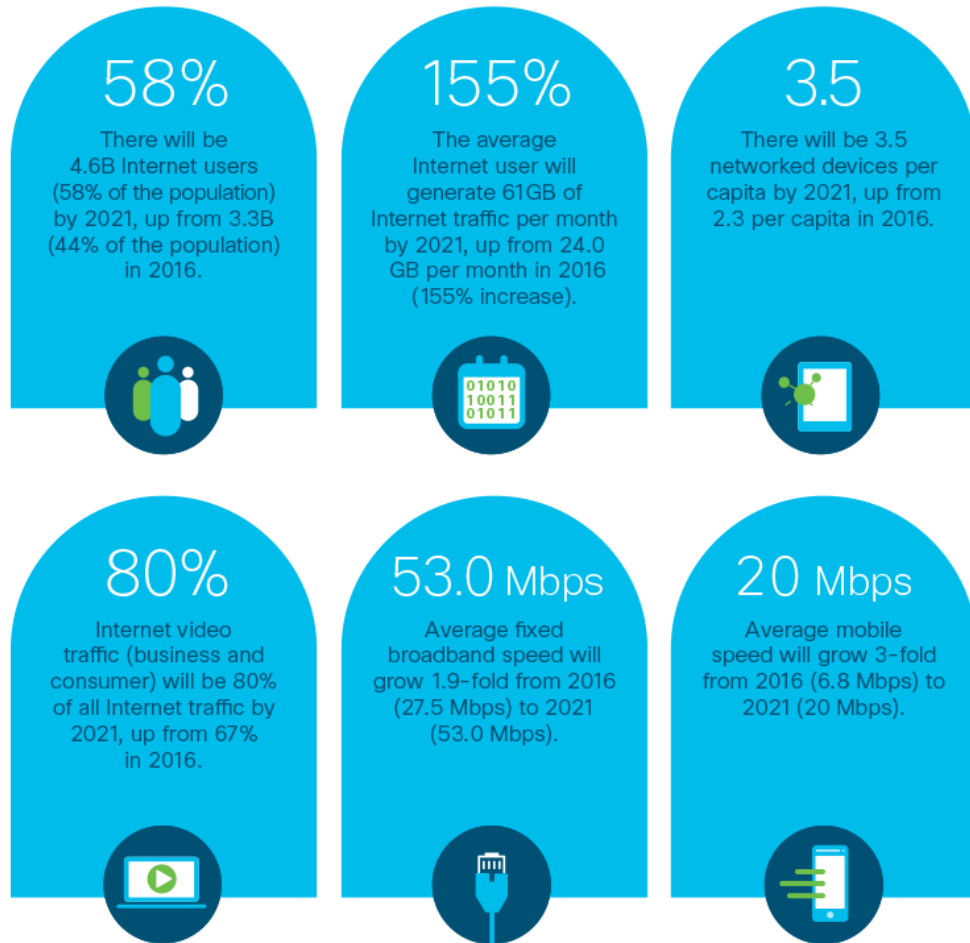 58%
There will be
4.6B Internet users
(58% of the population)
by 2021, up from 3.3B
(44% of the population)
in 2016.
155%
The average
Internet user will
generate 61GB of
Internet traffic per month
by 2021, up from 24.0
GB per month in 2016
(155% increase).
01010
10011
01011
3.5
There will be 3.5
networked devices per
capita by 2021, up from
2.3 per capita in 2016.
80%
Internet video
traffic (business and
consumer) will be 80%
of all Internet traffic by
2021, up from 67%
in 2016.
53.0 Mbps
Average fixed
broadband speed will
grow 1.9-fold from 2016
(27.5 Mbps) to 2021
(53.0 Mbps).
20 Mbps
Average mobile
speed will grow 3-fold
from 2016 (6.8 Mbps) to
2021 (20 Mbps).